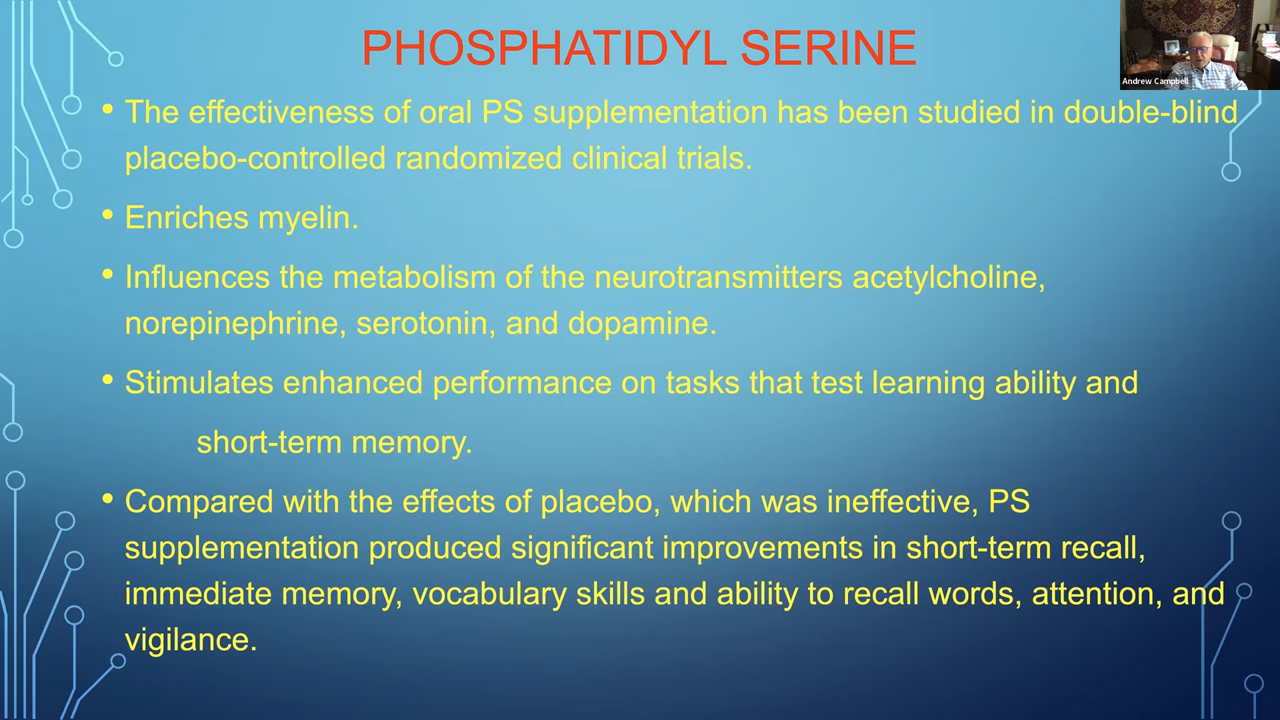 PHOSPHATIDYL SERINE
Andrew Campbell
• The effectiveness of oral PS supplementation has been studied in double-blind
placebo-controlled randomized clinical trials.
• Enriches myelin.
• Influences the metabolism of the neurotransmitters acetylcholine,
norepinephrine, serotonin, and dopamine.
• Stimulates enhanced performance on tasks that test learning ability and
short-term memory.
• Compared with the effects of placebo, which was ineffective, PS
supplementation produced significant improvements in short-term recall,
immediate memory, vocabulary skills and ability to recall words, attention, and
vigilance.